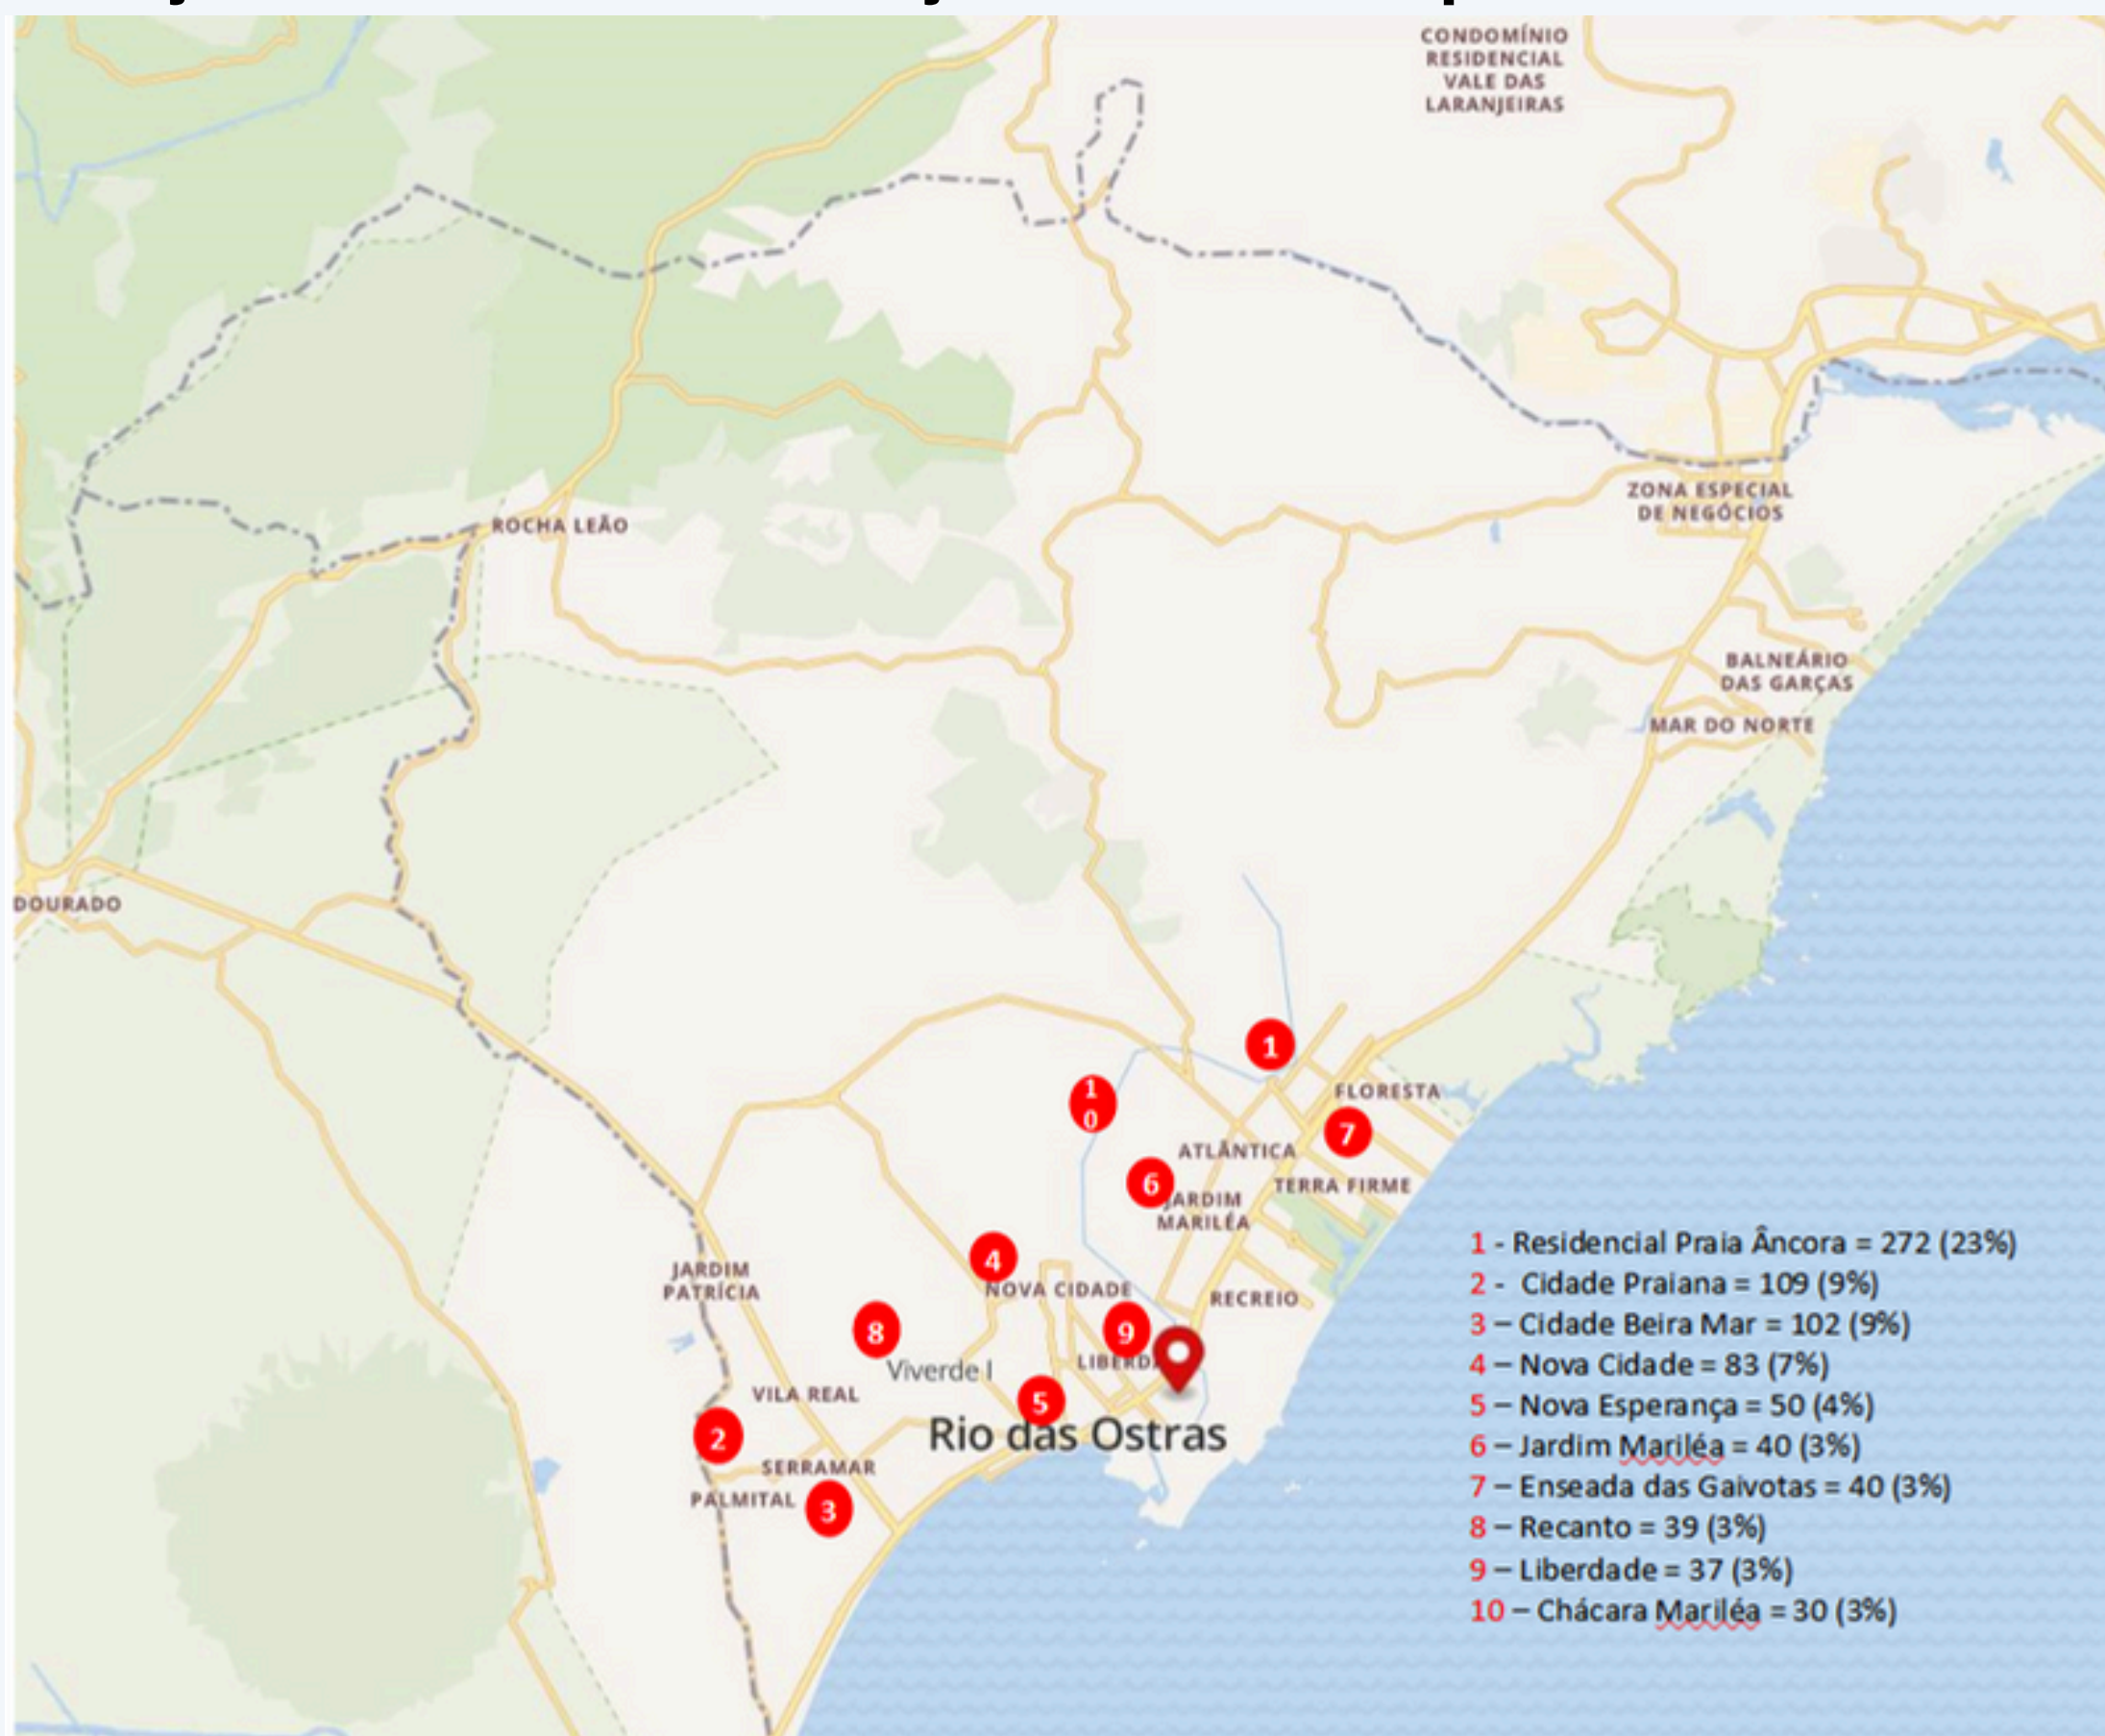 CONDOMÍNIO
RESIDENCIAL
VALE DAS
LARANJEIRAS
ZONA ESPECIAL
DE NEGÓCIOS
ROCHA LEÃO
BALNEÁRIO
DAS GARÇAS
MAR DO NORTE
DOURADO
1
10
FLORESTA
7
ATLÂNTICA
6
TERRA FIRME
JARDIM
MARILÉA
4
JARDIM
PATRÍCIA
NOVA CIDADE
RECREIO
8
9
Viverde I
LIBERD
VILA REAL
5
2
Rio das Ostras
SERRAMAR
PALMITAL
3
1 - Residencial Praia Âncora = 272 (23%)
2 - Cidade Praiana = 109 (9%)
3 – Cidade Beira Mar = 102 (9%)
4 – Nova Cidade = 83 (7%)
5 – Nova Esperança = 50 (4%)
6 – Jardim Mariléa = 40 (3%)
7 – Enseada das Gaivotas = 40 (3%)
8 – Recanto = 39 (3%)
9 – Liberdade = 37 (3%)
10 – Chácara Mariléa = 30 (3%)